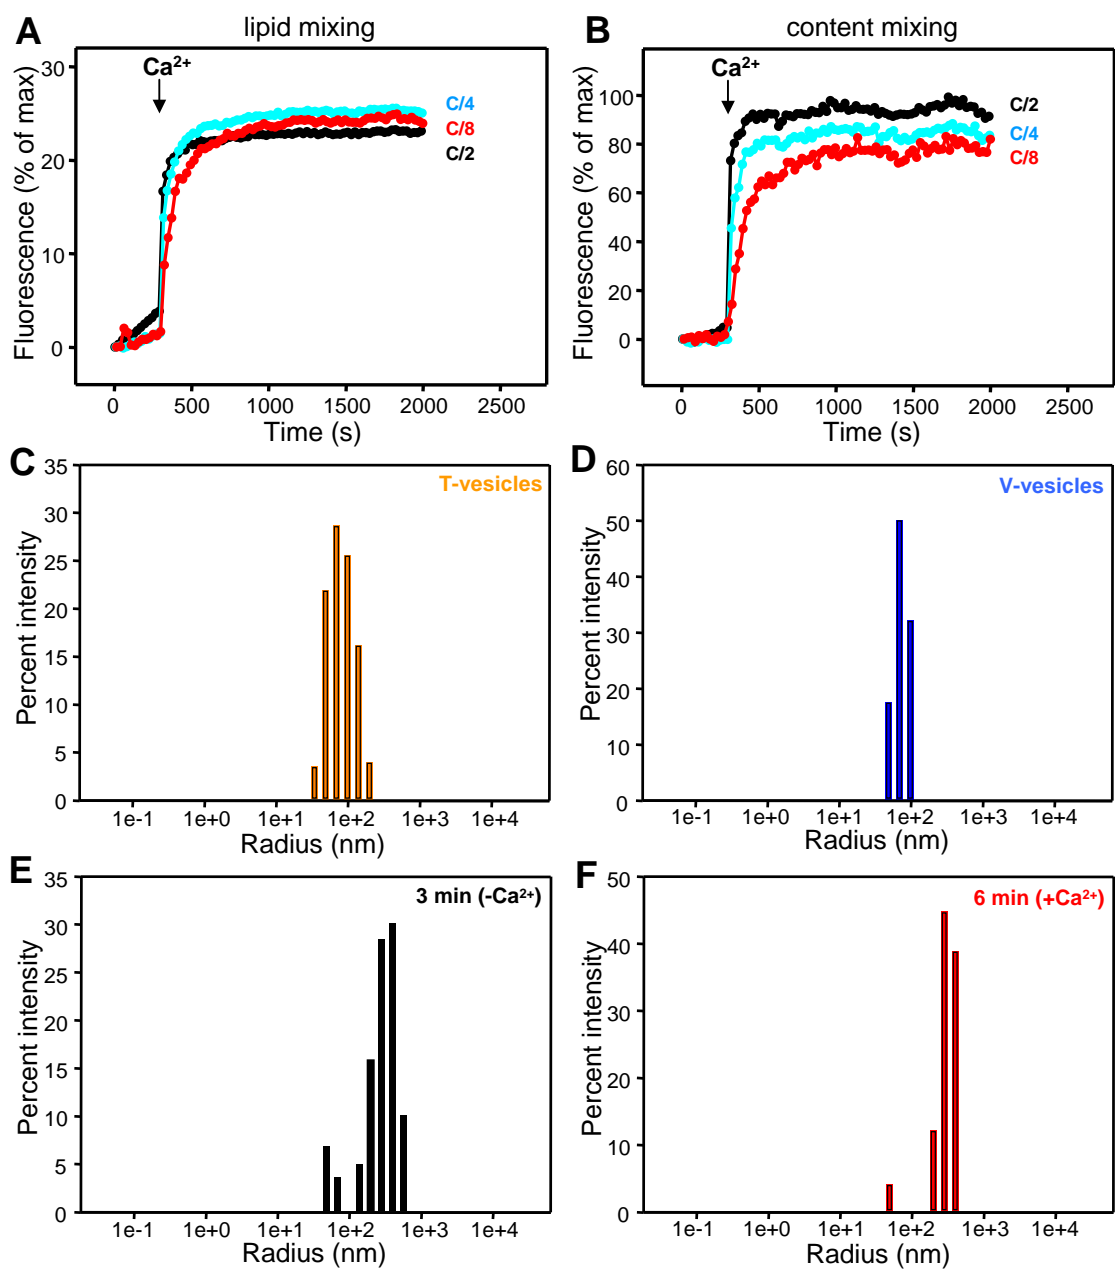 A
lipid mixing
Fluorescence (% of max)
30
20
10
0
Ca²⁺
C/4
C/8
C/2
0
500
1000
1500
2000
2500
Time (s)
B
content mixing
Fluorescence (% of max)
100
80
60
40
20
0
Ca²⁺
C/2
C/4
C/8
0
500
1000
1500
2000
2500
Time (s)
C
T-vesicles
Percent intensity
35
30
25
20
15
10
5
0
1e-1
1e+0
1e+1
1e+2
1e+3
1e+4
Radius (nm)
D
V-vesicles
Percent intensity
60
50
40
30
20
10
0
1e-1
1e+0
1e+1
1e+2
1e+3
1e+4
Radius (nm)
E
3 min (-Ca²⁺)
Percent intensity
35
30
25
20
15
10
5
0
1e-1
1e+0
1e+1
1e+2
1e+3
1e+4
Radius (nm)
F
6 min (+Ca²⁺)
Percent intensity
50
40
30
20
10
0
1e-1
1e+0
1e+1
1e+2
1e+3
1e+4
Radius (nm)